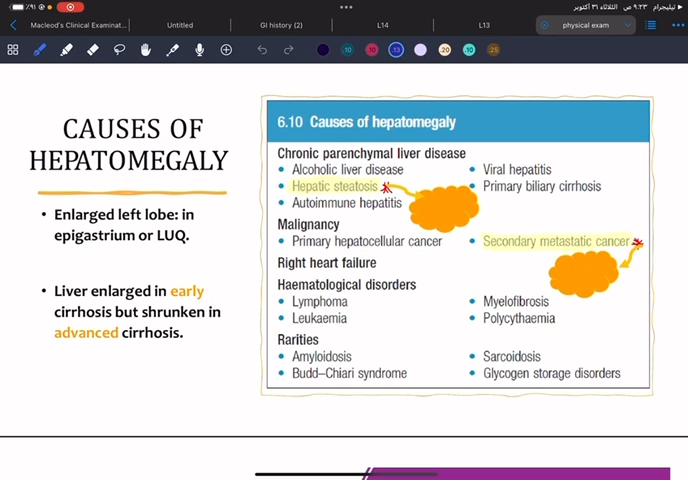 ٪٩١
تيليجرام ٩:٢٣ ص الثلاثاء ٣١ أكتوبر
Macleod's Clinical Examinat...
Untitled
GI history (2)
L14
L13
physical exam
.10
.10
.13
.20
.10
.25
CAUSES OF
HEPATOMEGALY
• Enlarged left lobe: in
epigastrium or LUQ.
• Liver enlarged in early
cirrhosis but shrunken in
advanced cirrhosis.
6.10 Causes of hepatomegaly
Chronic parenchymal liver disease
• Alcoholic liver disease
• Hepatic steatosis
• Autoimmune hepatitis
• Viral hepatitis
• Primary biliary cirrhosis
Malignancy
• Primary hepatocellular cancer
• Secondary metastatic cancer
Right heart failure
Haematological disorders
• Lymphoma
• Leukaemia
• Myelofibrosis
• Polycythaemia
Rarities
• Amyloidosis
• Budd–Chiari syndrome
• Sarcoidosis
• Glycogen storage disorders